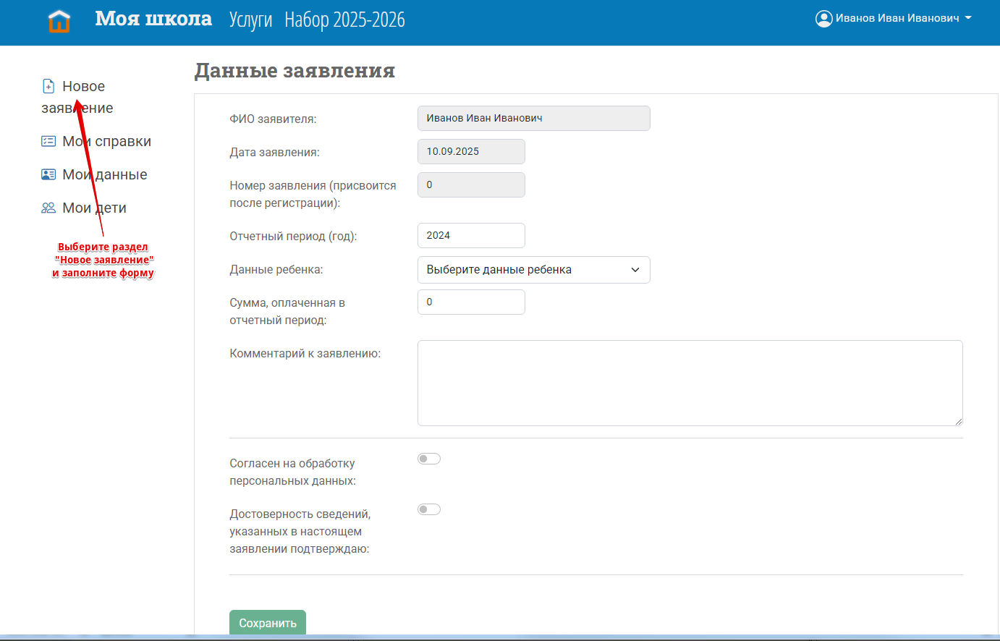 Моя школа Услуги Набор 2025-2026 Иванов Иван Иванович
Новое
заявление
Мои справки
Мои данные
Мои дети
Выберите раздел
"Новое заявление"
и заполните форму
Данные заявления
ФИО заявителя: Иванов Иван Иванович
Дата заявления: 10.09.2025
Номер заявления (присвоится
после регистрации): 0
Отчетный период (год): 2024
Данные ребенка: Выберите данные ребенка
Сумма, оплаченная в
отчетный период: 0
Комментарий к заявлению:
Согласен на обработку
персональных данных:
Достоверность сведений,
указанных в настоящем
заявлении подтверждаю:
Сохранить